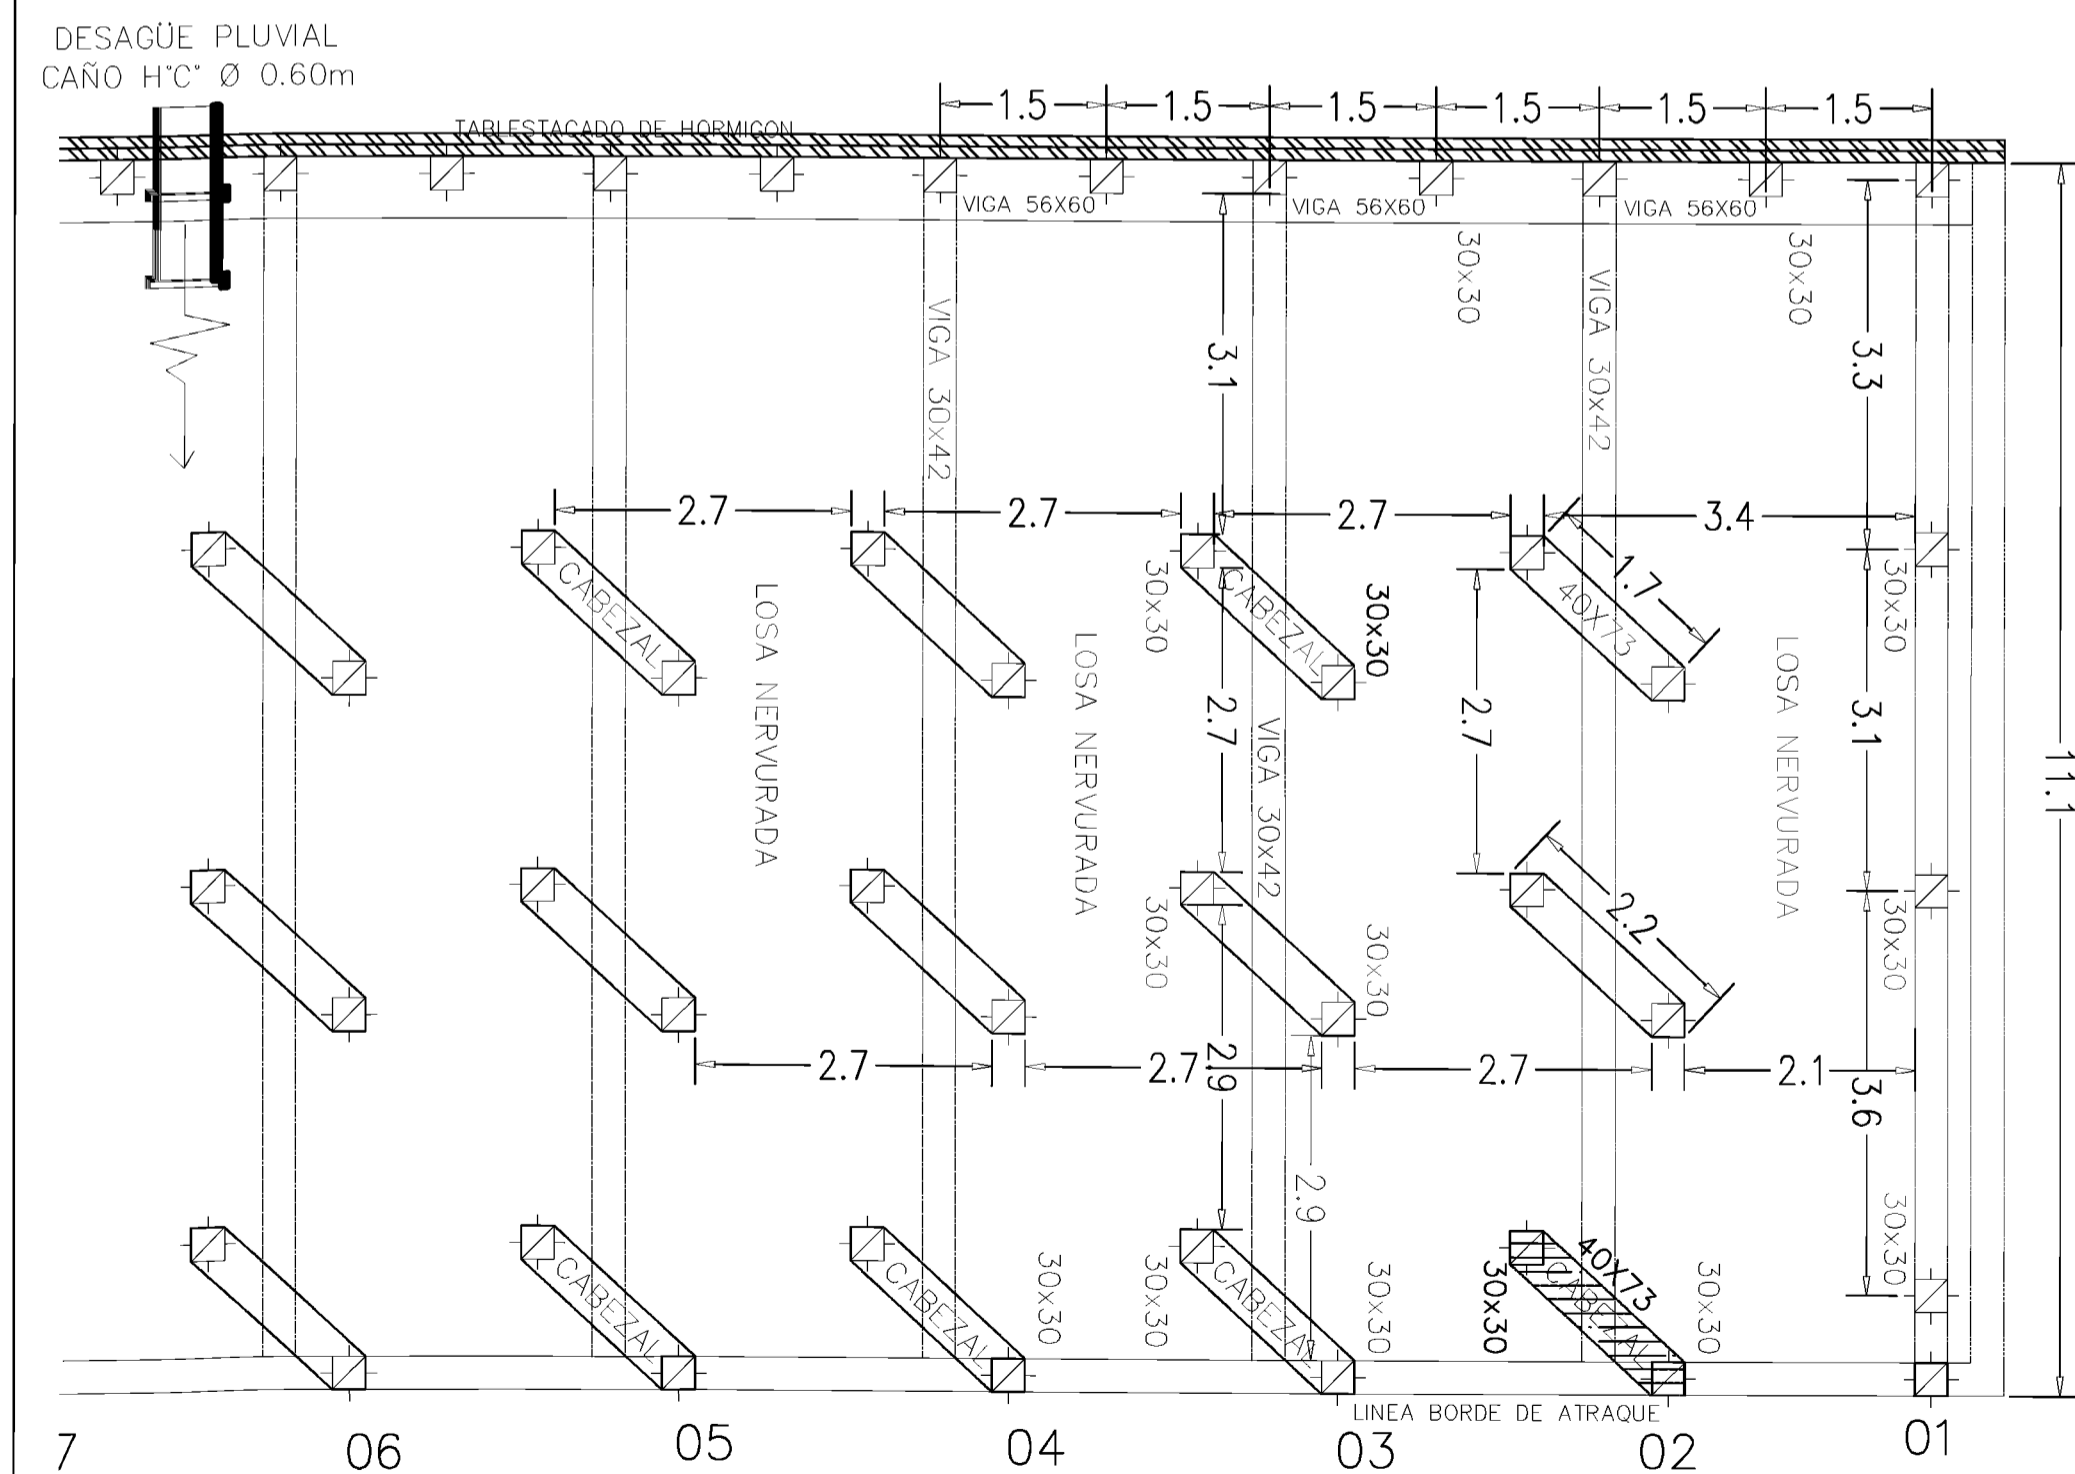 DESAGÜE PLUVIAL
CAÑO H°C° Ø 0.60m
TABLESTACADO DE HORMIGON
1.5
1.5
1.5
1.5
1.5
1.5
VIGA 56X60
VIGA 56X60
VIGA 56X60
30x30
30x30
VIGA 30x42
VIGA 30x42
3.1
3.3
2.7
2.7
2.7
3.4
CABEZAL
LOSA NERVURADA
LOSA NERVURADA
30x30
CABEZAL
30x30
40X73
1.7
LOSA NERVURADA
30x30
2.7
VIGA 30x42
2.7
3.1
11.1
30x30
30x30
2.2
30x30
2.7
2.7
2.9
2.7
2.1
3.6
2.9
CABEZAL
CABEZAL
30x30
30x30
CABEZAL
30x30
30x30
40X73
CABEZAL
30x30
30x30
LINEA BORDE DE ATRAQUE
7
06
05
04
03
02
01